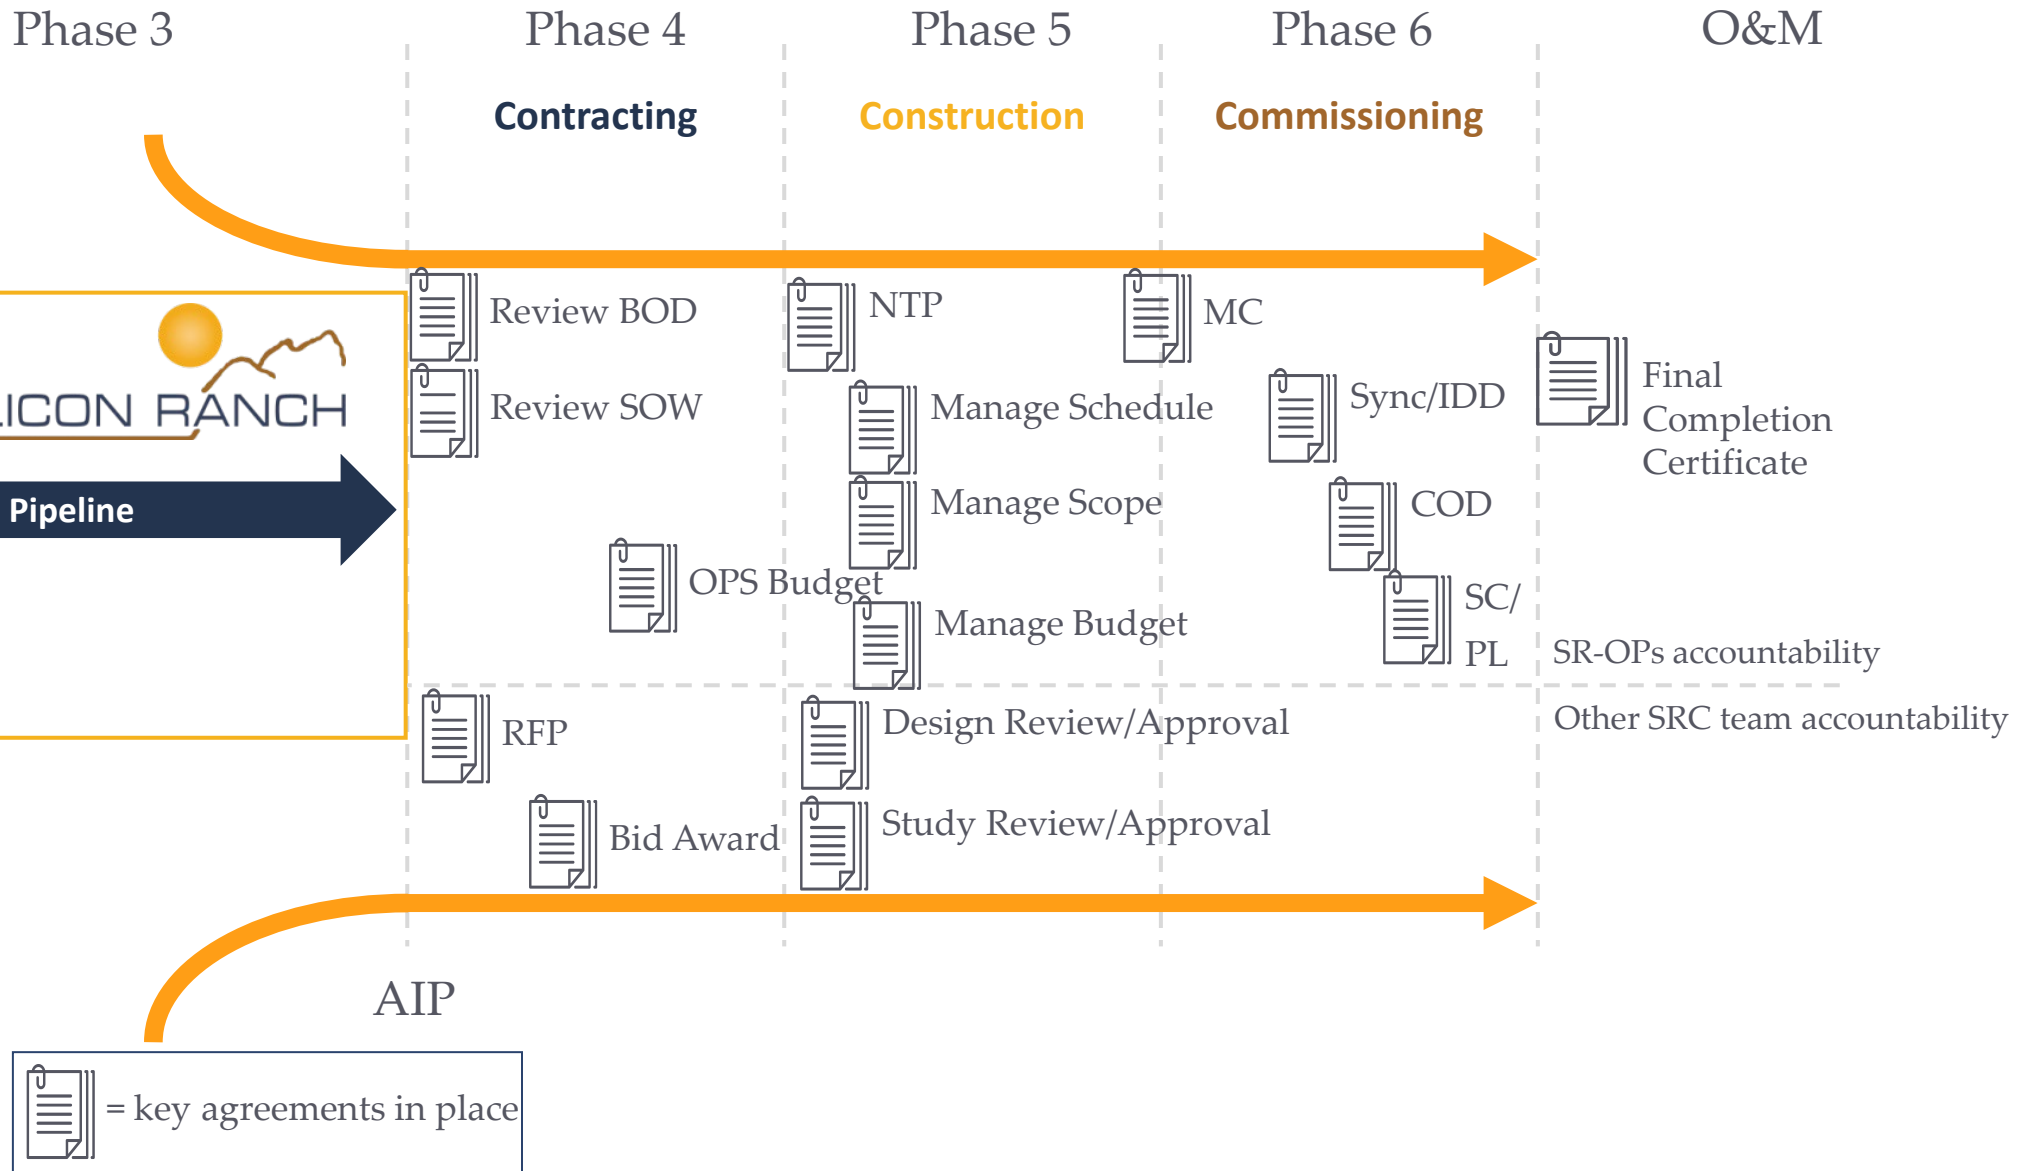 Phase 3
Phase 4
Phase 5
Phase 6
O&M
Contracting
Construction
Commissioning
LICON RANCH
Pipeline
Review BOD
Review SOW
OPS Budget
NTP
Manage Schedule
Manage Scope
Manage Budget
MC
Sync/IDD
COD
SC/
PL
Final
Completion
Certificate
SR-OPs accountability
Other SRC team accountability
RFP
Bid Award
Design Review/Approval
Study Review/Approval
AIP
= key agreements in place